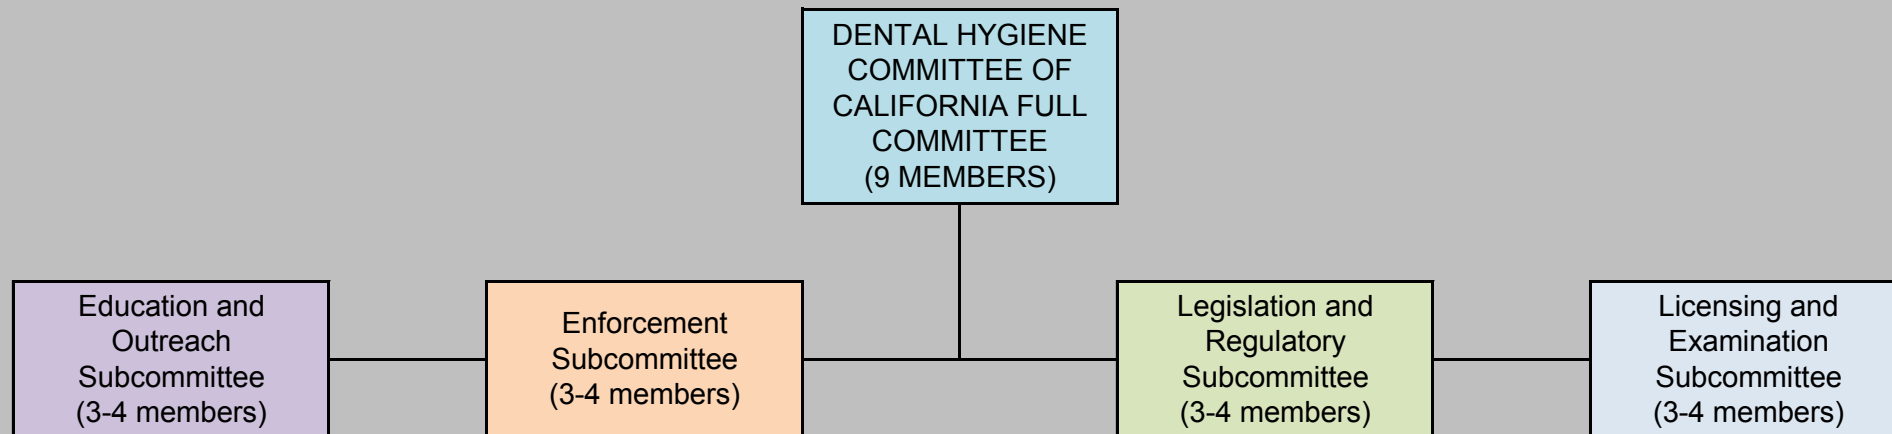 DENTAL HYGIENE
COMMITTEE OF
CALIFORNIA FULL
COMMITTEE
(9 MEMBERS)
Education and
Outreach
Subcommittee
(3-4 members)
Enforcement
Subcommittee
(3-4 members)
Legislation and
Regulatory
Subcommittee
(3-4 members)
Licensing and
Examination
Subcommittee
(3-4 members)